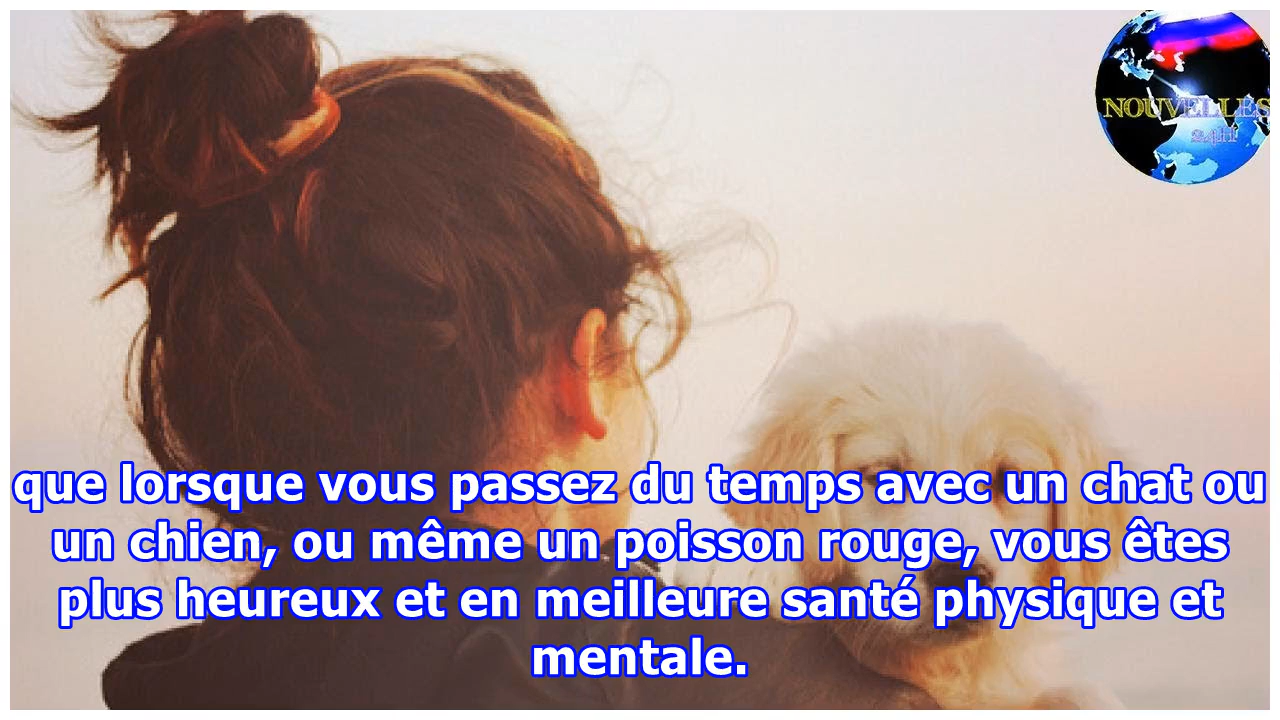 NOUVELLES
24H
que lorsque vous passez du temps avec un chat ou
un chien, ou même un poisson rouge, vous êtes
plus heureux et en meilleure santé physique et
mentale.